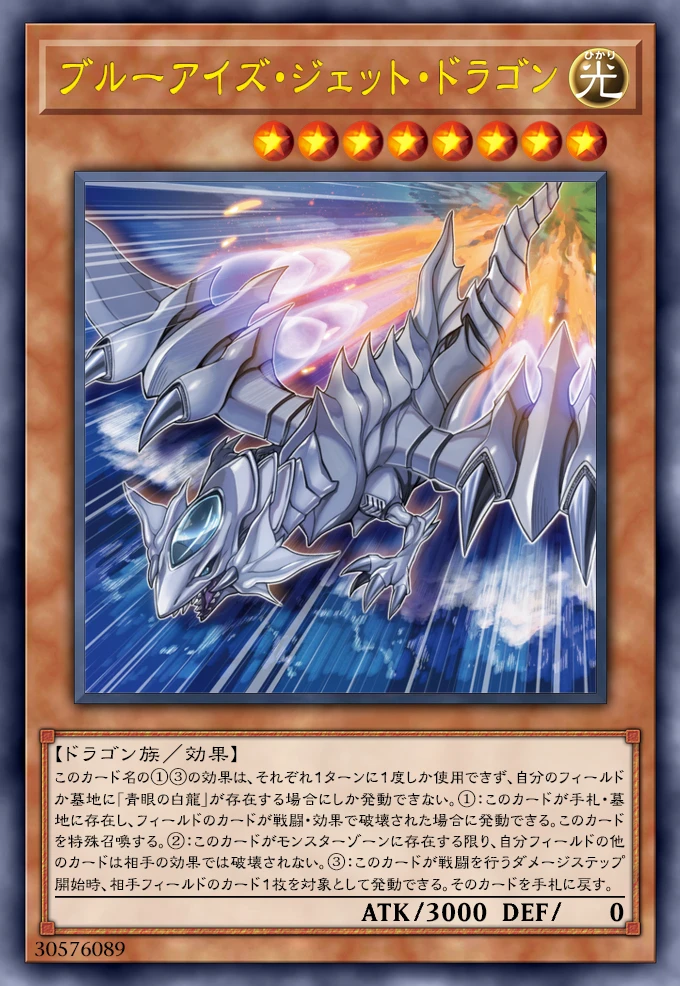 ブルーアイズ・ジェット・ドラゴン
ひかり
光
【ドラゴン族／効果】
このカード名の①③の効果は、それぞれ1ターンに1度しか使用できず、自分のフィールド
か墓地に「青眼の白龍」が存在する場合にしか発動できない。①：このカードが手札・墓
地に存在し、フィールドのカードが戦闘・効果で破壊された場合に発動できる。このカード
を特殊召喚する。②：このカードがモンスターゾーンに存在する限り、自分フィールドの他
のカードは相手の効果では破壊されない。③：このカードが戦闘を行うダメージステップ
開始時、相手フィールドのカード1枚を対象として発動できる。そのカードを手札に戻す。
ATK/3000 DEF/ 0
30576089